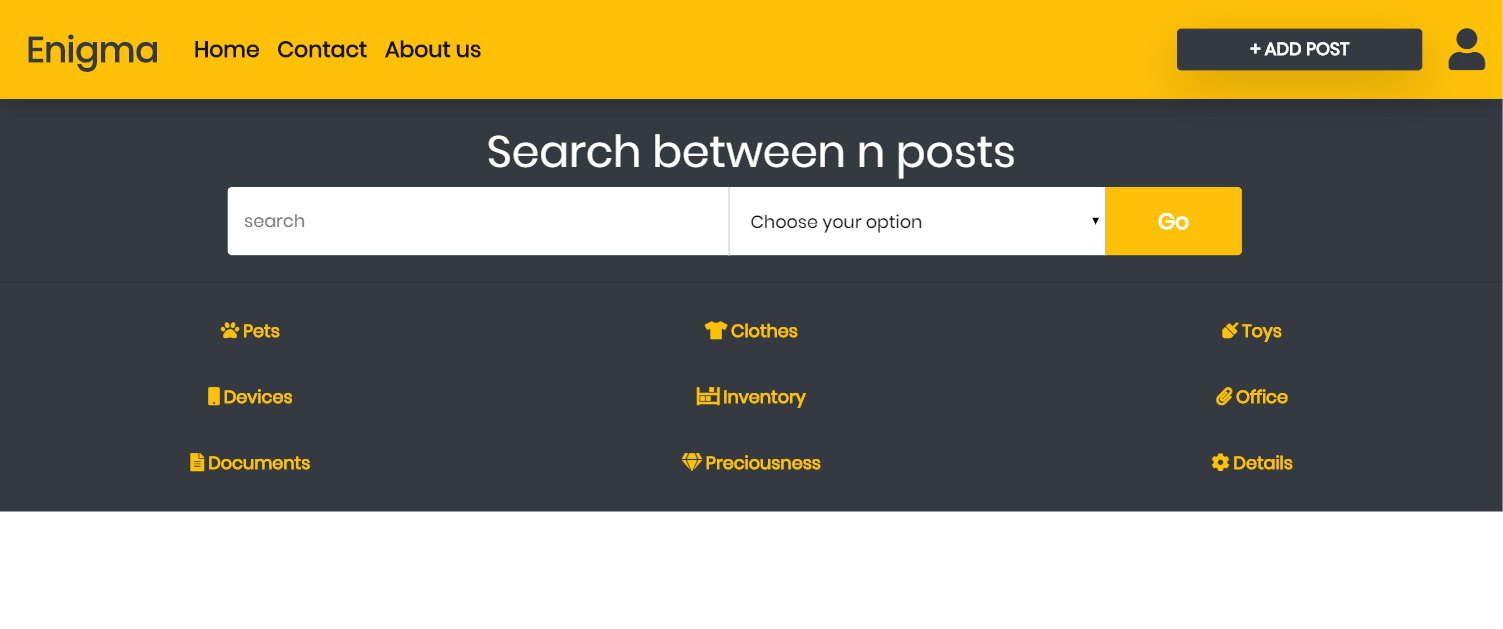 Enigma Home Contact About us + ADD POST
Search between n posts
search Choose your option Go
Pets Clothes Toys
Devices Inventory Office
Documents Preciousness Details